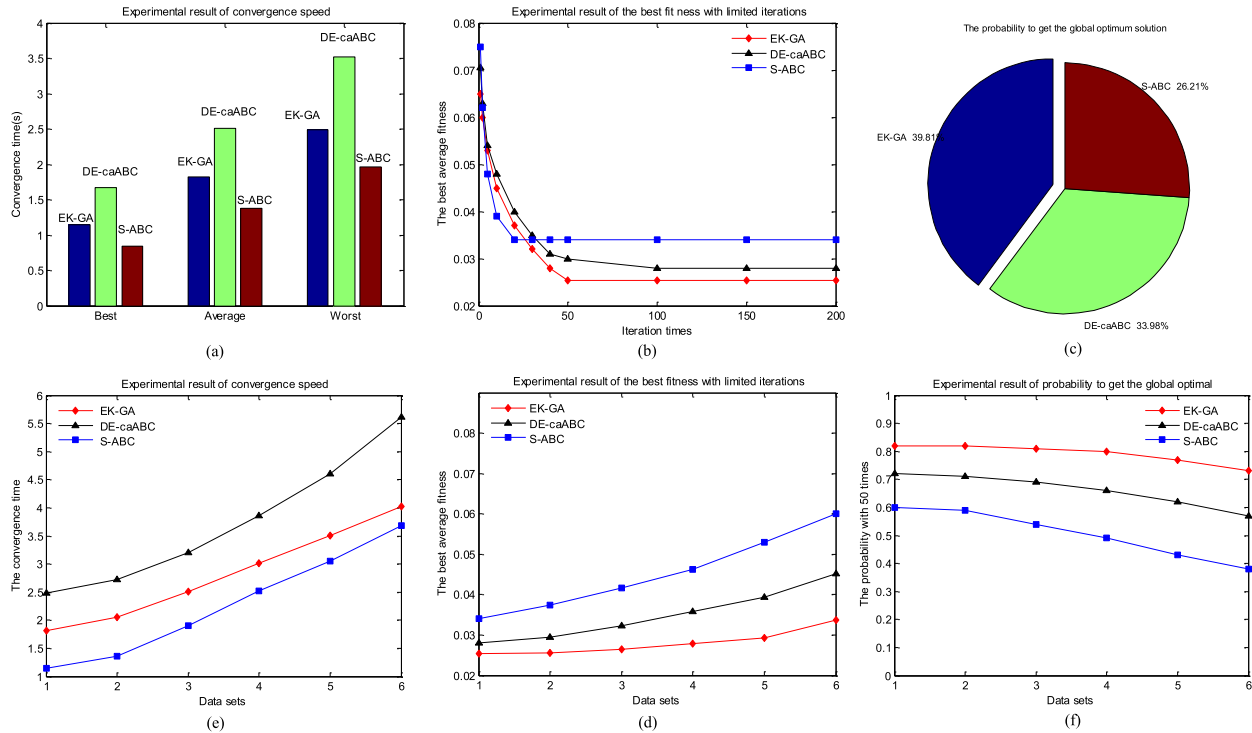 Experimental result of convergence speed
Convergence time(s)
4
3.5
3
2.5
2
1.5
1
0.5
0
EK-GA
DE-caABC
S-ABC
EK-GA
DE-caABC
S-ABC
EK-GA
DE-caABC
S-ABC
Best Average Worst
(a)
Experimental result of the best fit ness with limited iterations
The best average fitness
0.08
0.07
0.06
0.05
0.04
0.03
0.02
EK-GA
DE-caABC
S-ABC
0 50 100 150 200
Iteration times
(b)
The probability to get the global optimum solution
S-ABC 26.21%
EK-GA 39.81%
DE-caABC 33.98%
(c)
Experimental result of convergence speed
The convergence time
6
5.5
5
4.5
4
3.5
3
2.5
2
1.5
1
EK-GA
DE-caABC
S-ABC
1 2 3 4 5 6
Data sets
(e)
Experimental result of the best fitness with limited iterations
The best average fitness
0.08
0.07
0.06
0.05
0.04
0.03
0.02
EK-GA
DE-caABC
S-ABC
1 2 3 4 5 6
Data sets
(d)
Experimental result of probability to get the global optimal
The probability with 50 times
1
0.9
0.8
0.7
0.6
0.5
0.4
0.3
0.2
0.1
0
EK-GA
DE-caABC
S-ABC
1 2 3 4 5 6
Data sets
(f)